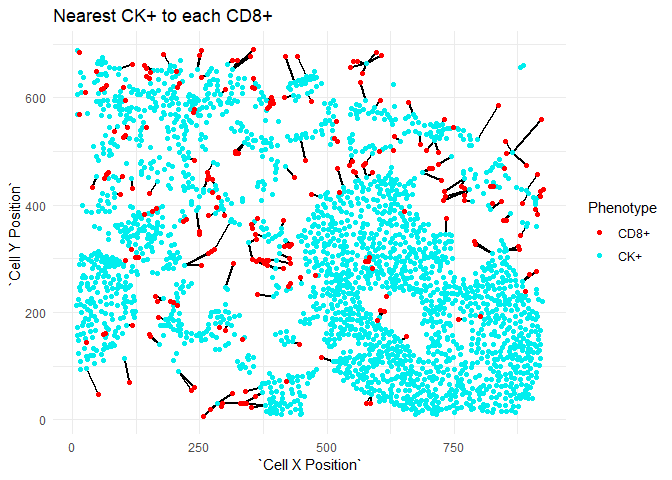 Nearest CK+ to each CD8+
600
400
200
0
`Cell Y Position`
0
250
500
750
`Cell X Position`
Phenotype
CD8+
CK+